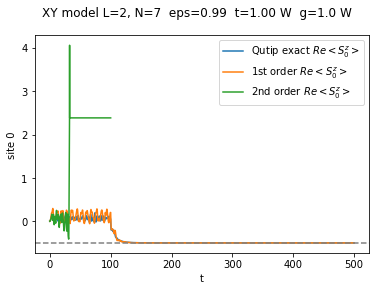 XY model L=2, N=7 eps=0.99 t=1.00 W g=1.0 W
Qutip exact $Re<S_0^z>$
1st order $Re<S_0^z>$
2nd order $Re<S_0^z>$
site 0
4
3
2
1
0
0 100 200 300 400 500
t